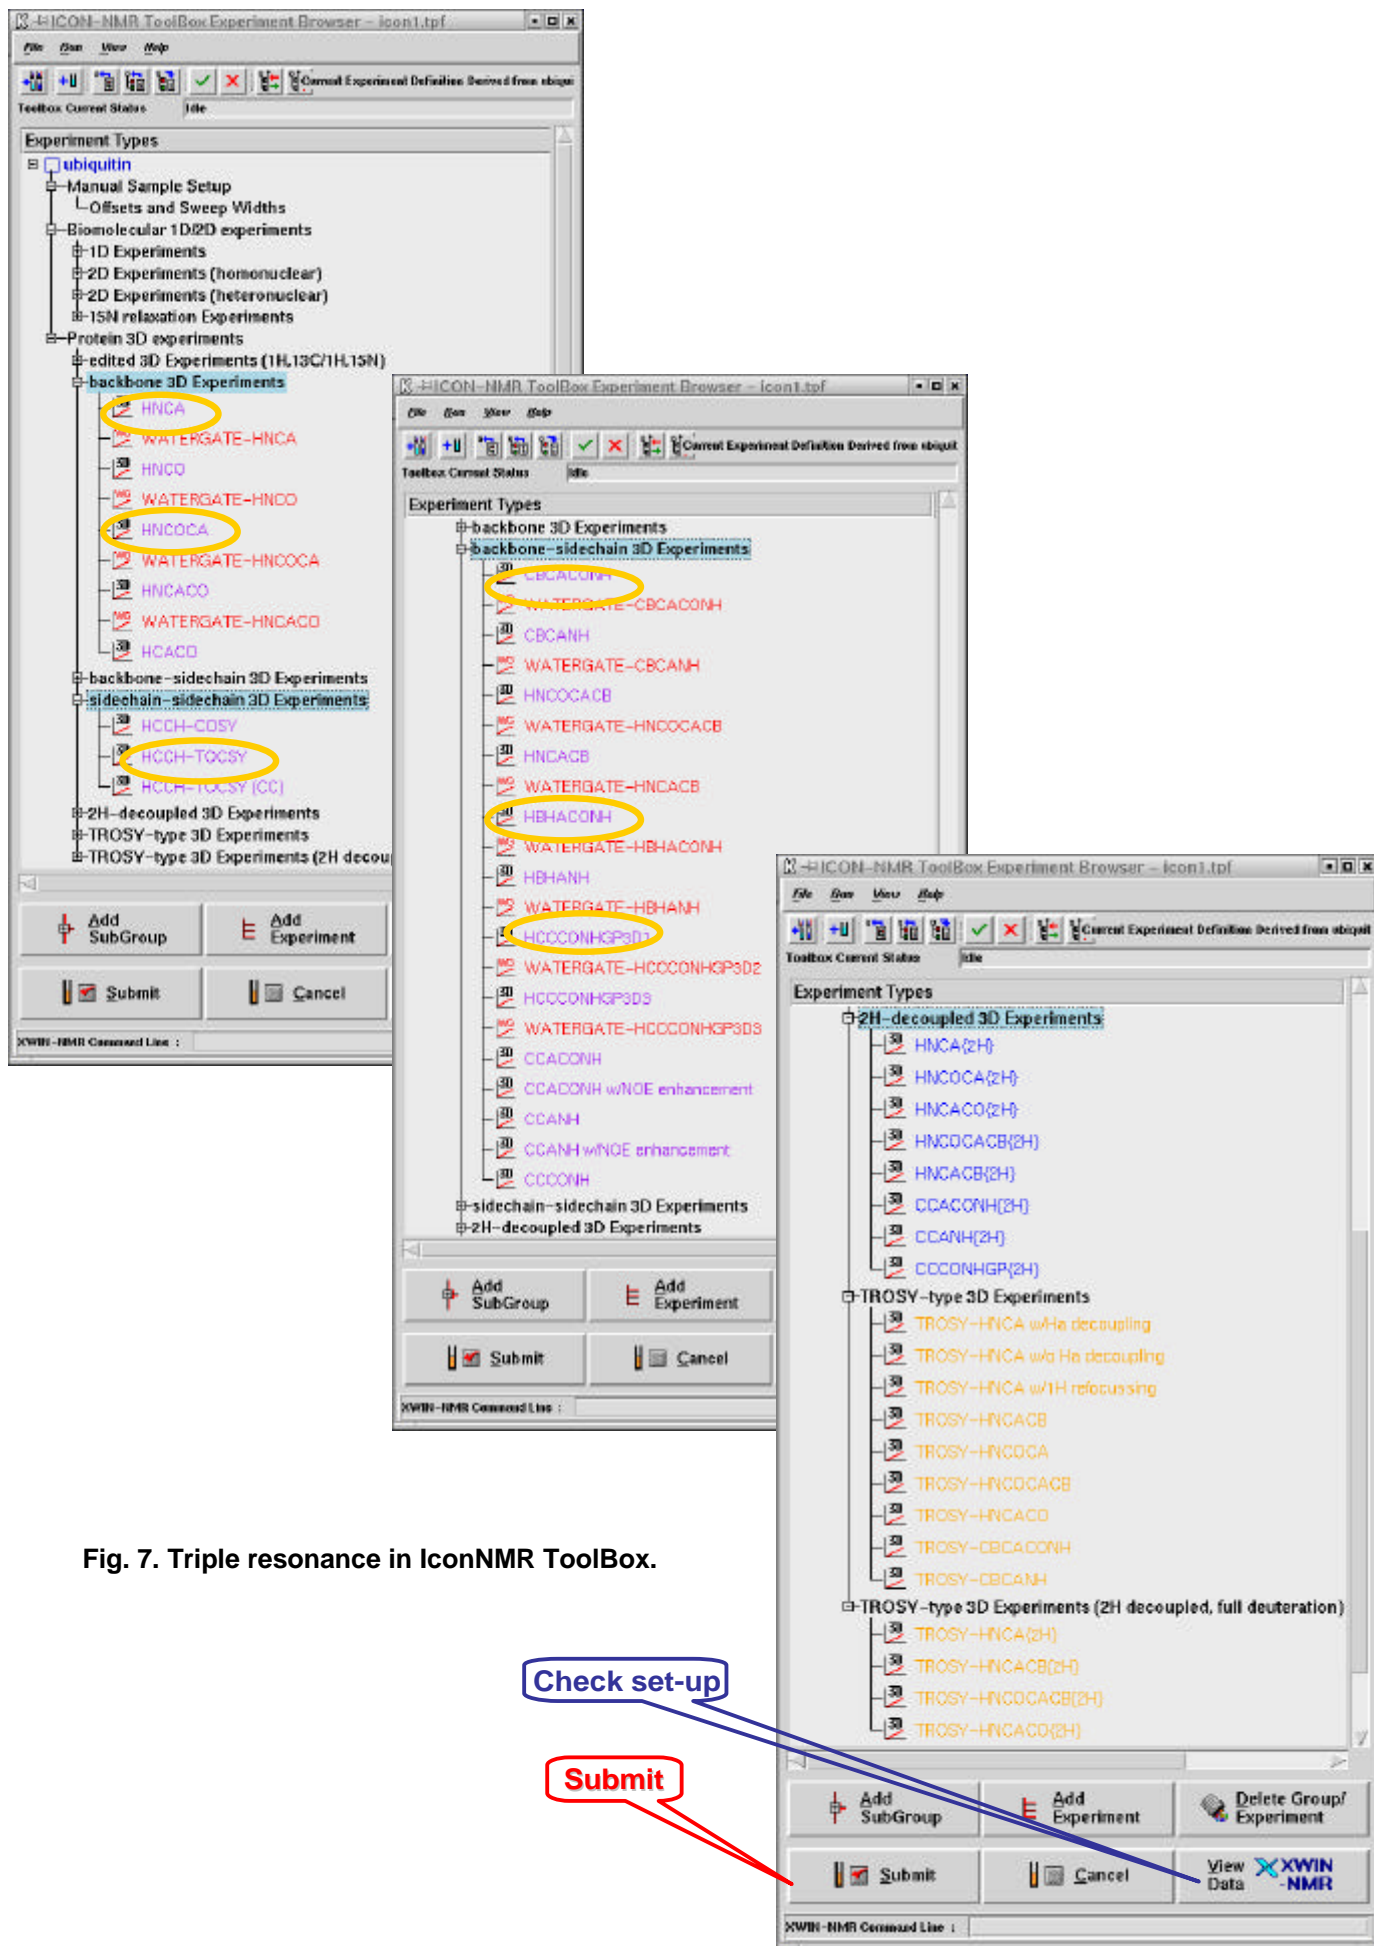 ICON-NMR ToolBox Experiment Browser - icon1.tpf
File Run View Help
Current Experiment Definition Derived from ubiqui
Toolbox Current Status Idle
Experiment Types
ubiquitin
Manual Sample Setup
Offsets and Sweep Widths
Biomolecular 1D/2D experiments
1D Experiments
2D Experiments (homonuclear)
2D Experiments (heteronuclear)
15N relaxation Experiments
Protein 3D experiments
edited 3D Experiments (1H,13C/1H,15N)
backbone 3D Experiments
HNCA
WATERGATE-HNCA
HNCO
WATERGATE-HNCO
HNCOCA
WATERGATE-HNCOCA
HNCACO
WATERGATE-HNCACO
HCACO
backbone-sidechain 3D Experiments
sidechain-sidechain 3D Experiments
HCCH-COSY
HCCH-TOCSY
HCCH-TOCSY (CC)
2H-decoupled 3D Experiments
TROSY-type 3D Experiments
TROSY-type 3D Experiments (2H decou
Add SubGroup
Add Experiment
Submit
Cancel
XWIN-NMR Command Line :
ICON-NMR ToolBox Experiment Browser - icon1.tpf
File Run View Help
Current Experiment Definition Derived from ubiquit
Toolbox Current Status Idle
Experiment Types
backbone 3D Experiments
backbone-sidechain 3D Experiments
CBCACONH
WATERGATE-CBCACONH
CBCANH
WATERGATE-CBCANH
HNCOCACB
WATERGATE-HNCOCACB
HNCACB
WATERGATE-HNCACB
HBHACONH
WATERGATE-HBHACONH
HBHANH
WATERGATE-HBHANH
HCCCONHGP3D1
WATERGATE-HCCCONHGP3D2
HCCCONHGP3D3
WATERGATE-HCCCONHGP3D3
CCACONH
CCACONH w/NOE enhancement
CCANH
CCANH w/NOE enhancement
CCCONH
sidechain-sidechain 3D Experiments
2H-decoupled 3D Experiments
Add SubGroup
Add Experiment
Submit
Cancel
XWIN-NMR Command Line :
ICON-NMR ToolBox Experiment Browser - icon1.tpf
File Run View Help
Current Experiment Definition Derived from ubiquit
Toolbox Current Status Idle
Experiment Types
2H-decoupled 3D Experiments
HNCA{2H}
HNCOCA{2H}
HNCACO{2H}
HNCOCACB{2H}
HNCACB{2H}
CCACONH{2H}
CCANH{2H}
CCCONHGP{2H}
TROSY-type 3D Experiments
TROSY-HNCA w/Ha decoupling
TROSY-HNCA w/o Ha decoupling
TROSY-HNCA w/1H refocussing
TROSY-HNCACB
TROSY-HNCOCA
TROSY-HNCOCACB
TROSY-HNCACO
TROSY-CBCACONH
TROSY-CBCANH
TROSY-type 3D Experiments (2H decoupled, full deuteration)
TROSY-HNCA{2H}
TROSY-HNCACB{2H}
TROSY-HNCOCACB{2H}
TROSY-HNCACO{2H}
Add SubGroup
Add Experiment
Delete Group/ Experiment
Submit
Cancel
View Data XWIN-NMR
XWIN-NMR Command Line :
Fig. 7. Triple resonance in IconNMR ToolBox.
Check set-up
Submit